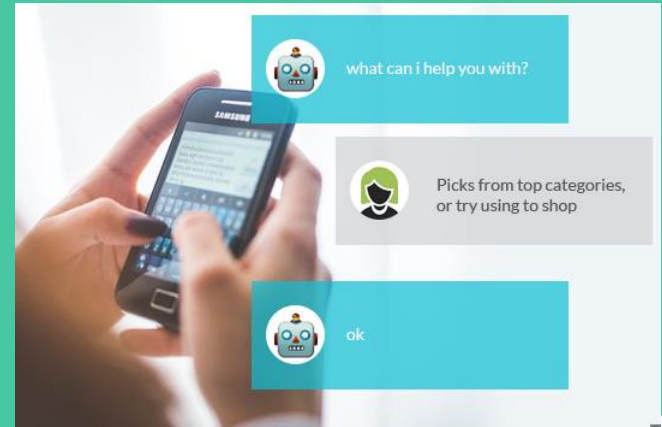 what can i help you with?
SAMSUNG
Picks from top categories,
or try using to shop
ok